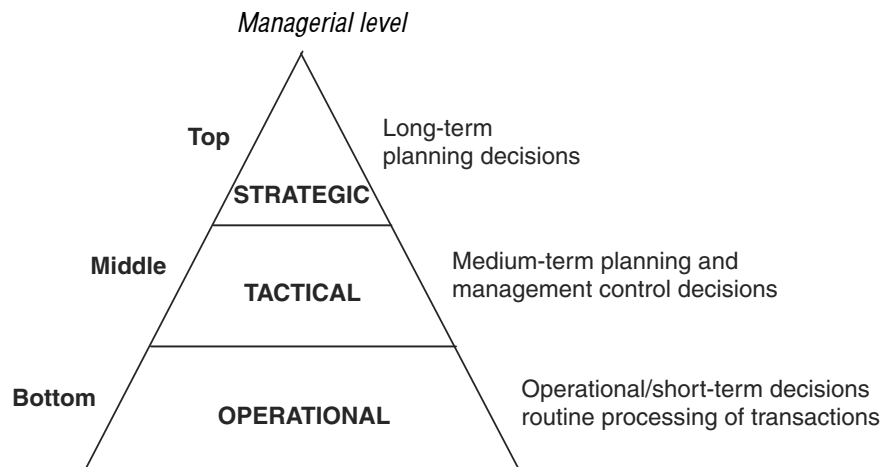 Managerial level
Top
Long-term
planning decisions
STRATEGIC
Middle
Medium-term planning and
management control decisions
TACTICAL
Bottom
Operational/short-term decisions
routine processing of transactions
OPERATIONAL